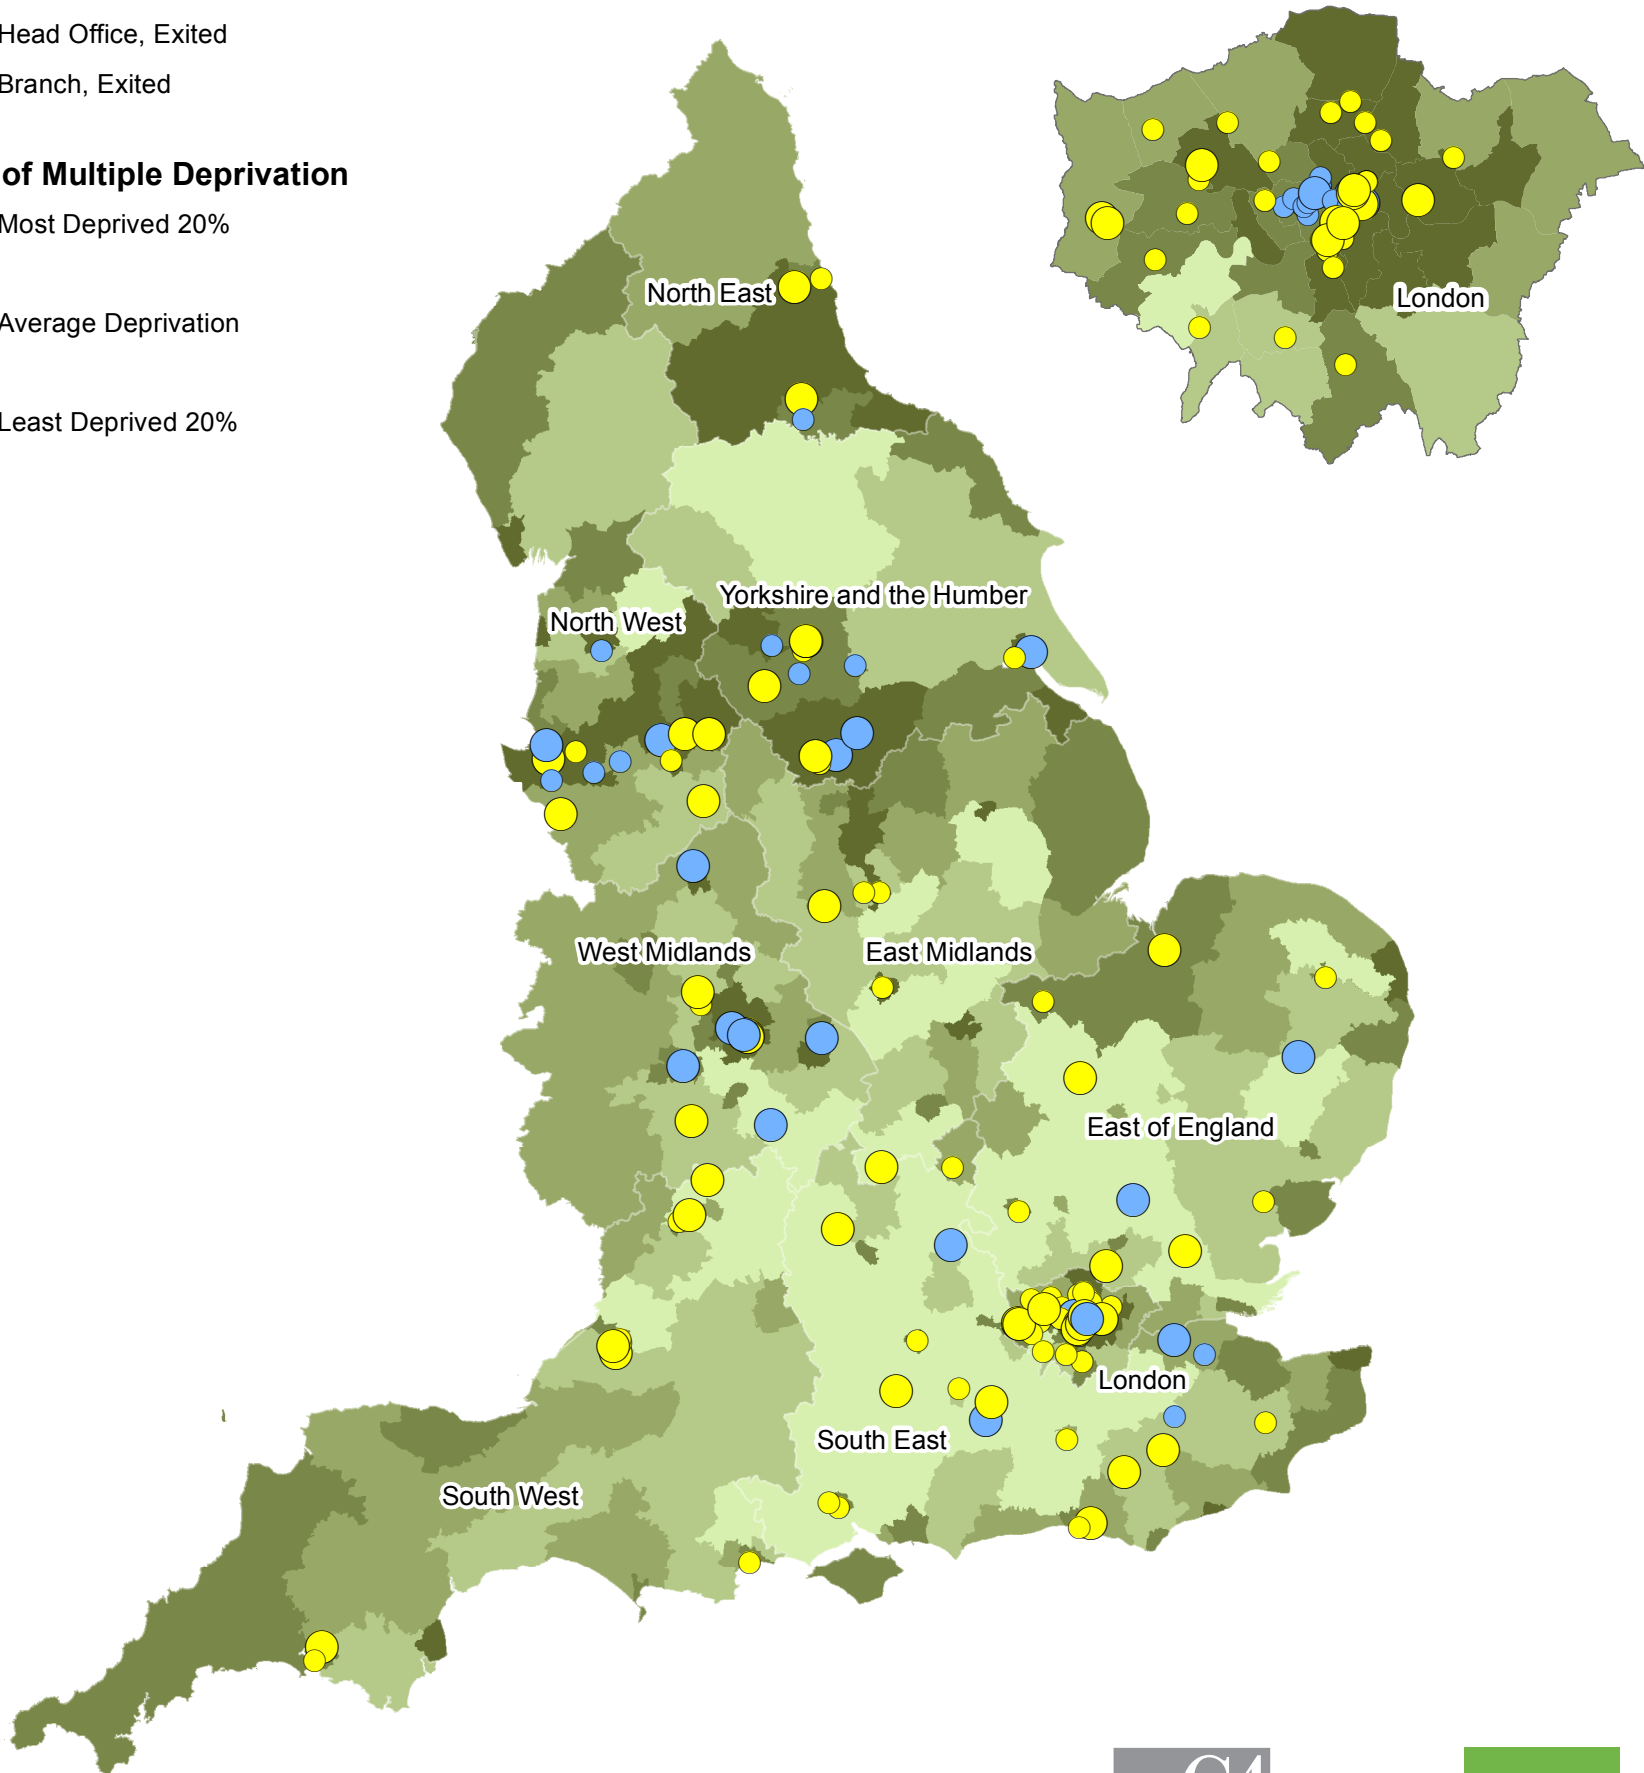 Head Office, Exited
Branch, Exited
of Multiple Deprivation
Most Deprived 20%
Average Deprivation
Least Deprived 20%
London
North East
Yorkshire and the Humber
North West
West Midlands
East Midlands
East of England
London
South East
South West